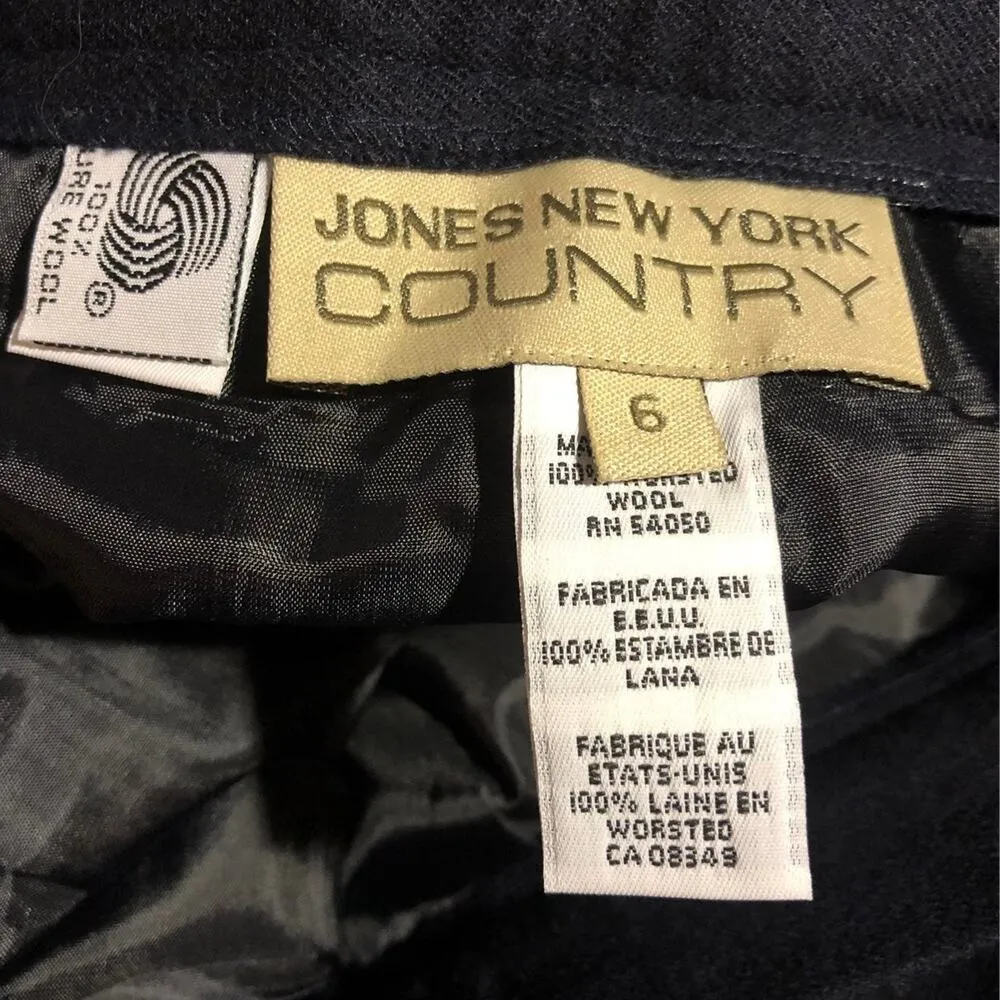 100%
WOOL
®
JONES NEW YORK
COUNTRY
6
WOOL
RN 54050
FABRICADA EN
E.E.U.U.
100% ESTAMBRE DE
LANA
FABRIQUE AU
ETATS-UNIS
100% LAINE EN
WORSTED
CA 08349